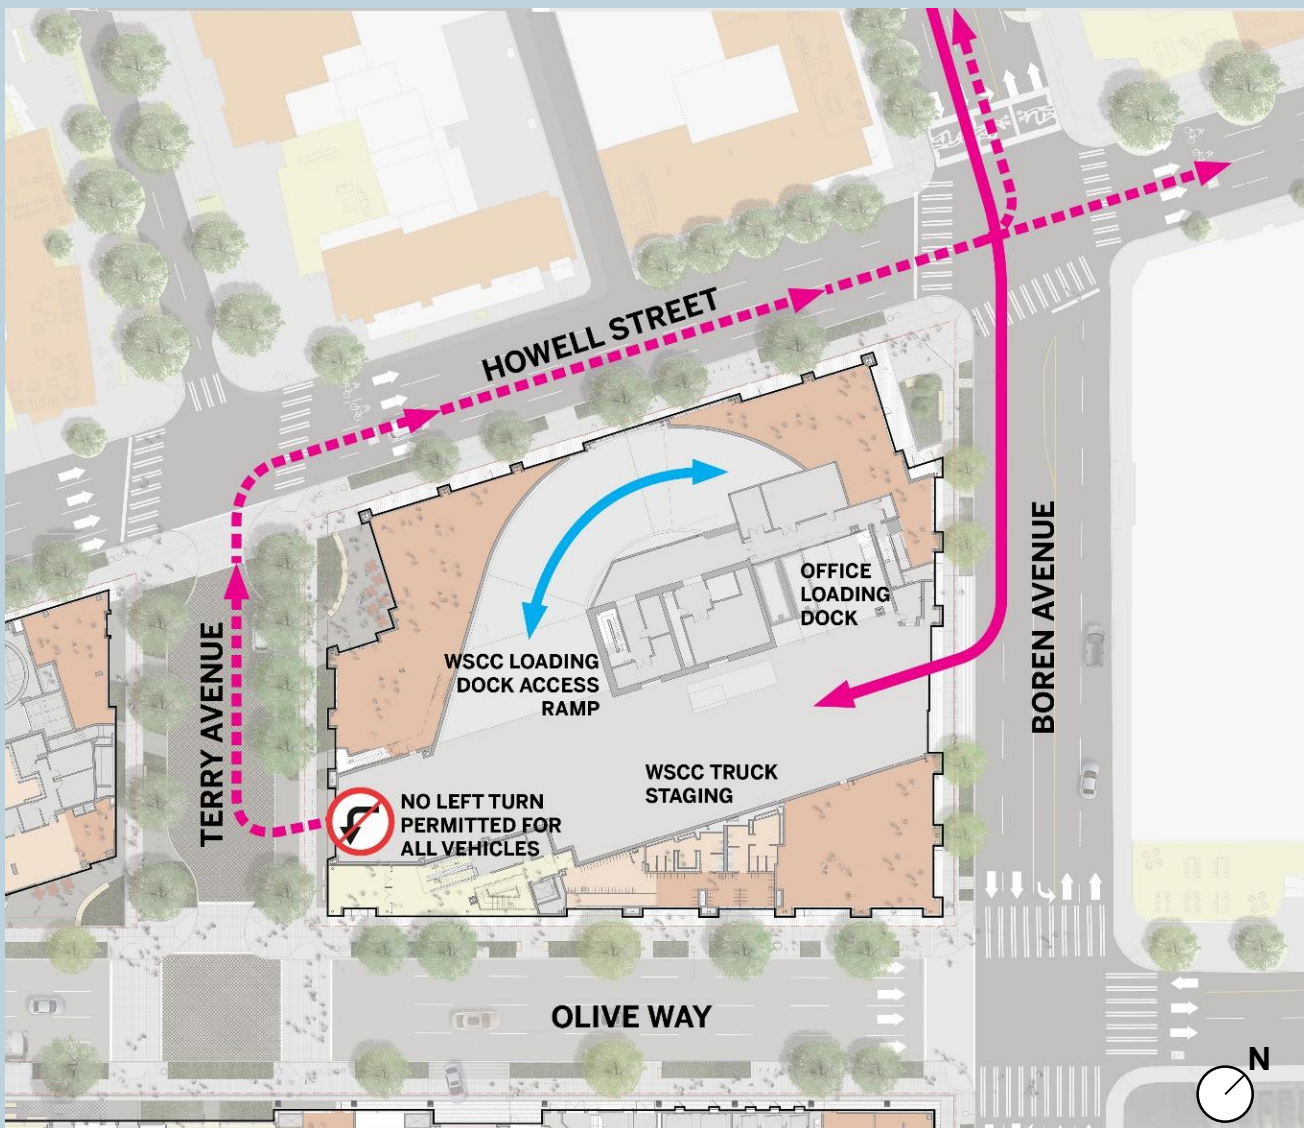 HOWELL STREET
BOREN AVENUE
OFFICE
LOADING
DOCK
TERRY AVENUE
WSCC LOADING
DOCK ACCESS
RAMP
WSCC TRUCK
STAGING
NO LEFT TURN
PERMITTED FOR
ALL VEHICLES
OLIVE WAY
N